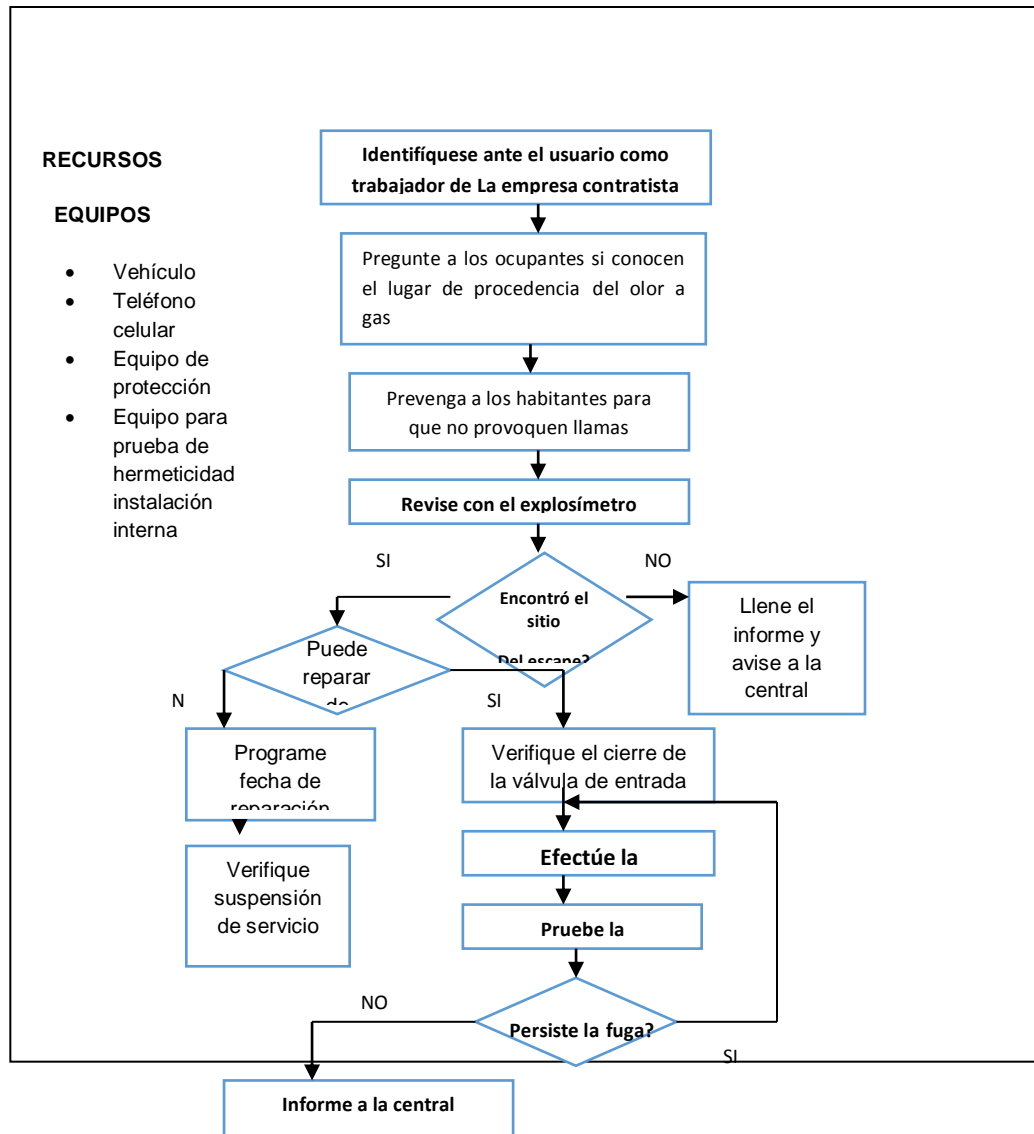 RECURSOS
EQUIPOS
• Vehículo
• Teléfono
celular
• Equipo de
protección
• Equipo para
prueba de
hermeticidad
instalación
interna
Identifíquese ante el usuario como
trabajador de La empresa contratista
Pregunte a los ocupantes si conocen
el lugar de procedencia del olor a
gas
Prevenga a los habitantes para
que no provoquen llamas
Revise con el explosímetro
SI
NO
Encontró el
sitio
Del escape?
Llene el
informe y
avise a la
central
Puede
reparar
de
N
SI
Programe
fecha de
reparación
Verifique el cierre de
la válvula de entrada
Verifique
suspensión
de servicio
Efectúe la
Pruebe la
NO
Persiste la fuga?
SI
Informe a la central